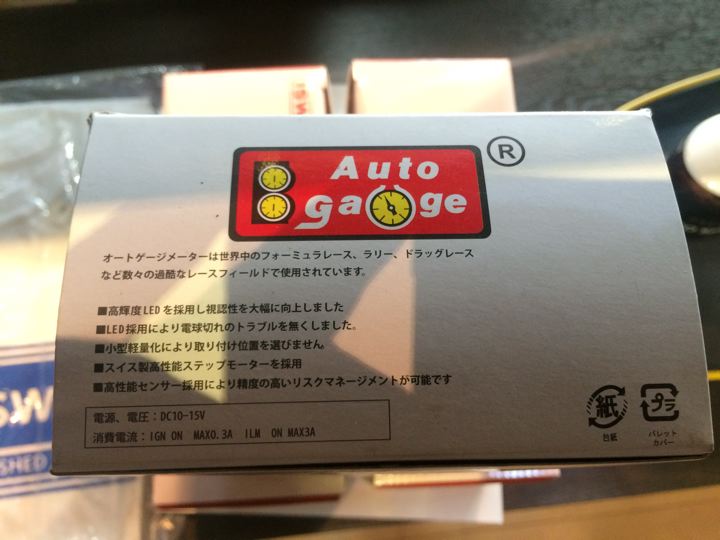 Auto
gauge
®
オートゲージメーターは世界中のフォーミュラレース、ラリー、ドラッグレース
など数々の過酷なレースフィールドで使用されています。
■高輝度LEDを採用し視認性を大幅に向上しました
■LED採用により電球切れのトラブルを無くしました。
■小型軽量化により取り付け位置を選びません
■スイス製高性能ステップモーターを採用
■高性能センサー採用により精度の高いリスクマネージメントが可能です
電源、電圧：DC10-15V
消費電流：IGN ON MAX0.3A ILM ON MAX3A
紙
台紙
プラ
パレット
カバー
SW
SHED